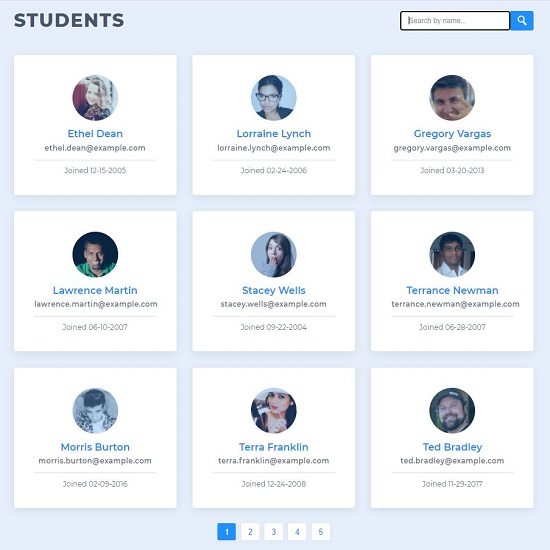 STUDENTS
Search by name...
Ethel Dean
ethel.dean@example.com
Joined 12-15-2005
Lorraine Lynch
lorraine.lynch@example.com
Joined 02-24-2006
Gregory Vargas
gregory.vargas@example.com
Joined 03-20-2013
Lawrence Martin
lawrence.martin@example.com
Joined 06-10-2007
Stacey Wells
stacey.wells@example.com
Joined 09-22-2004
Terrance Newman
terrance.newman@example.com
Joined 06-28-2007
Morris Burton
morris.burton@example.com
Joined 02-09-2016
Terra Franklin
terra.franklin@example.com
Joined 12-24-2008
Ted Bradley
ted.bradley@example.com
Joined 11-29-2017
1 2 3 4 5